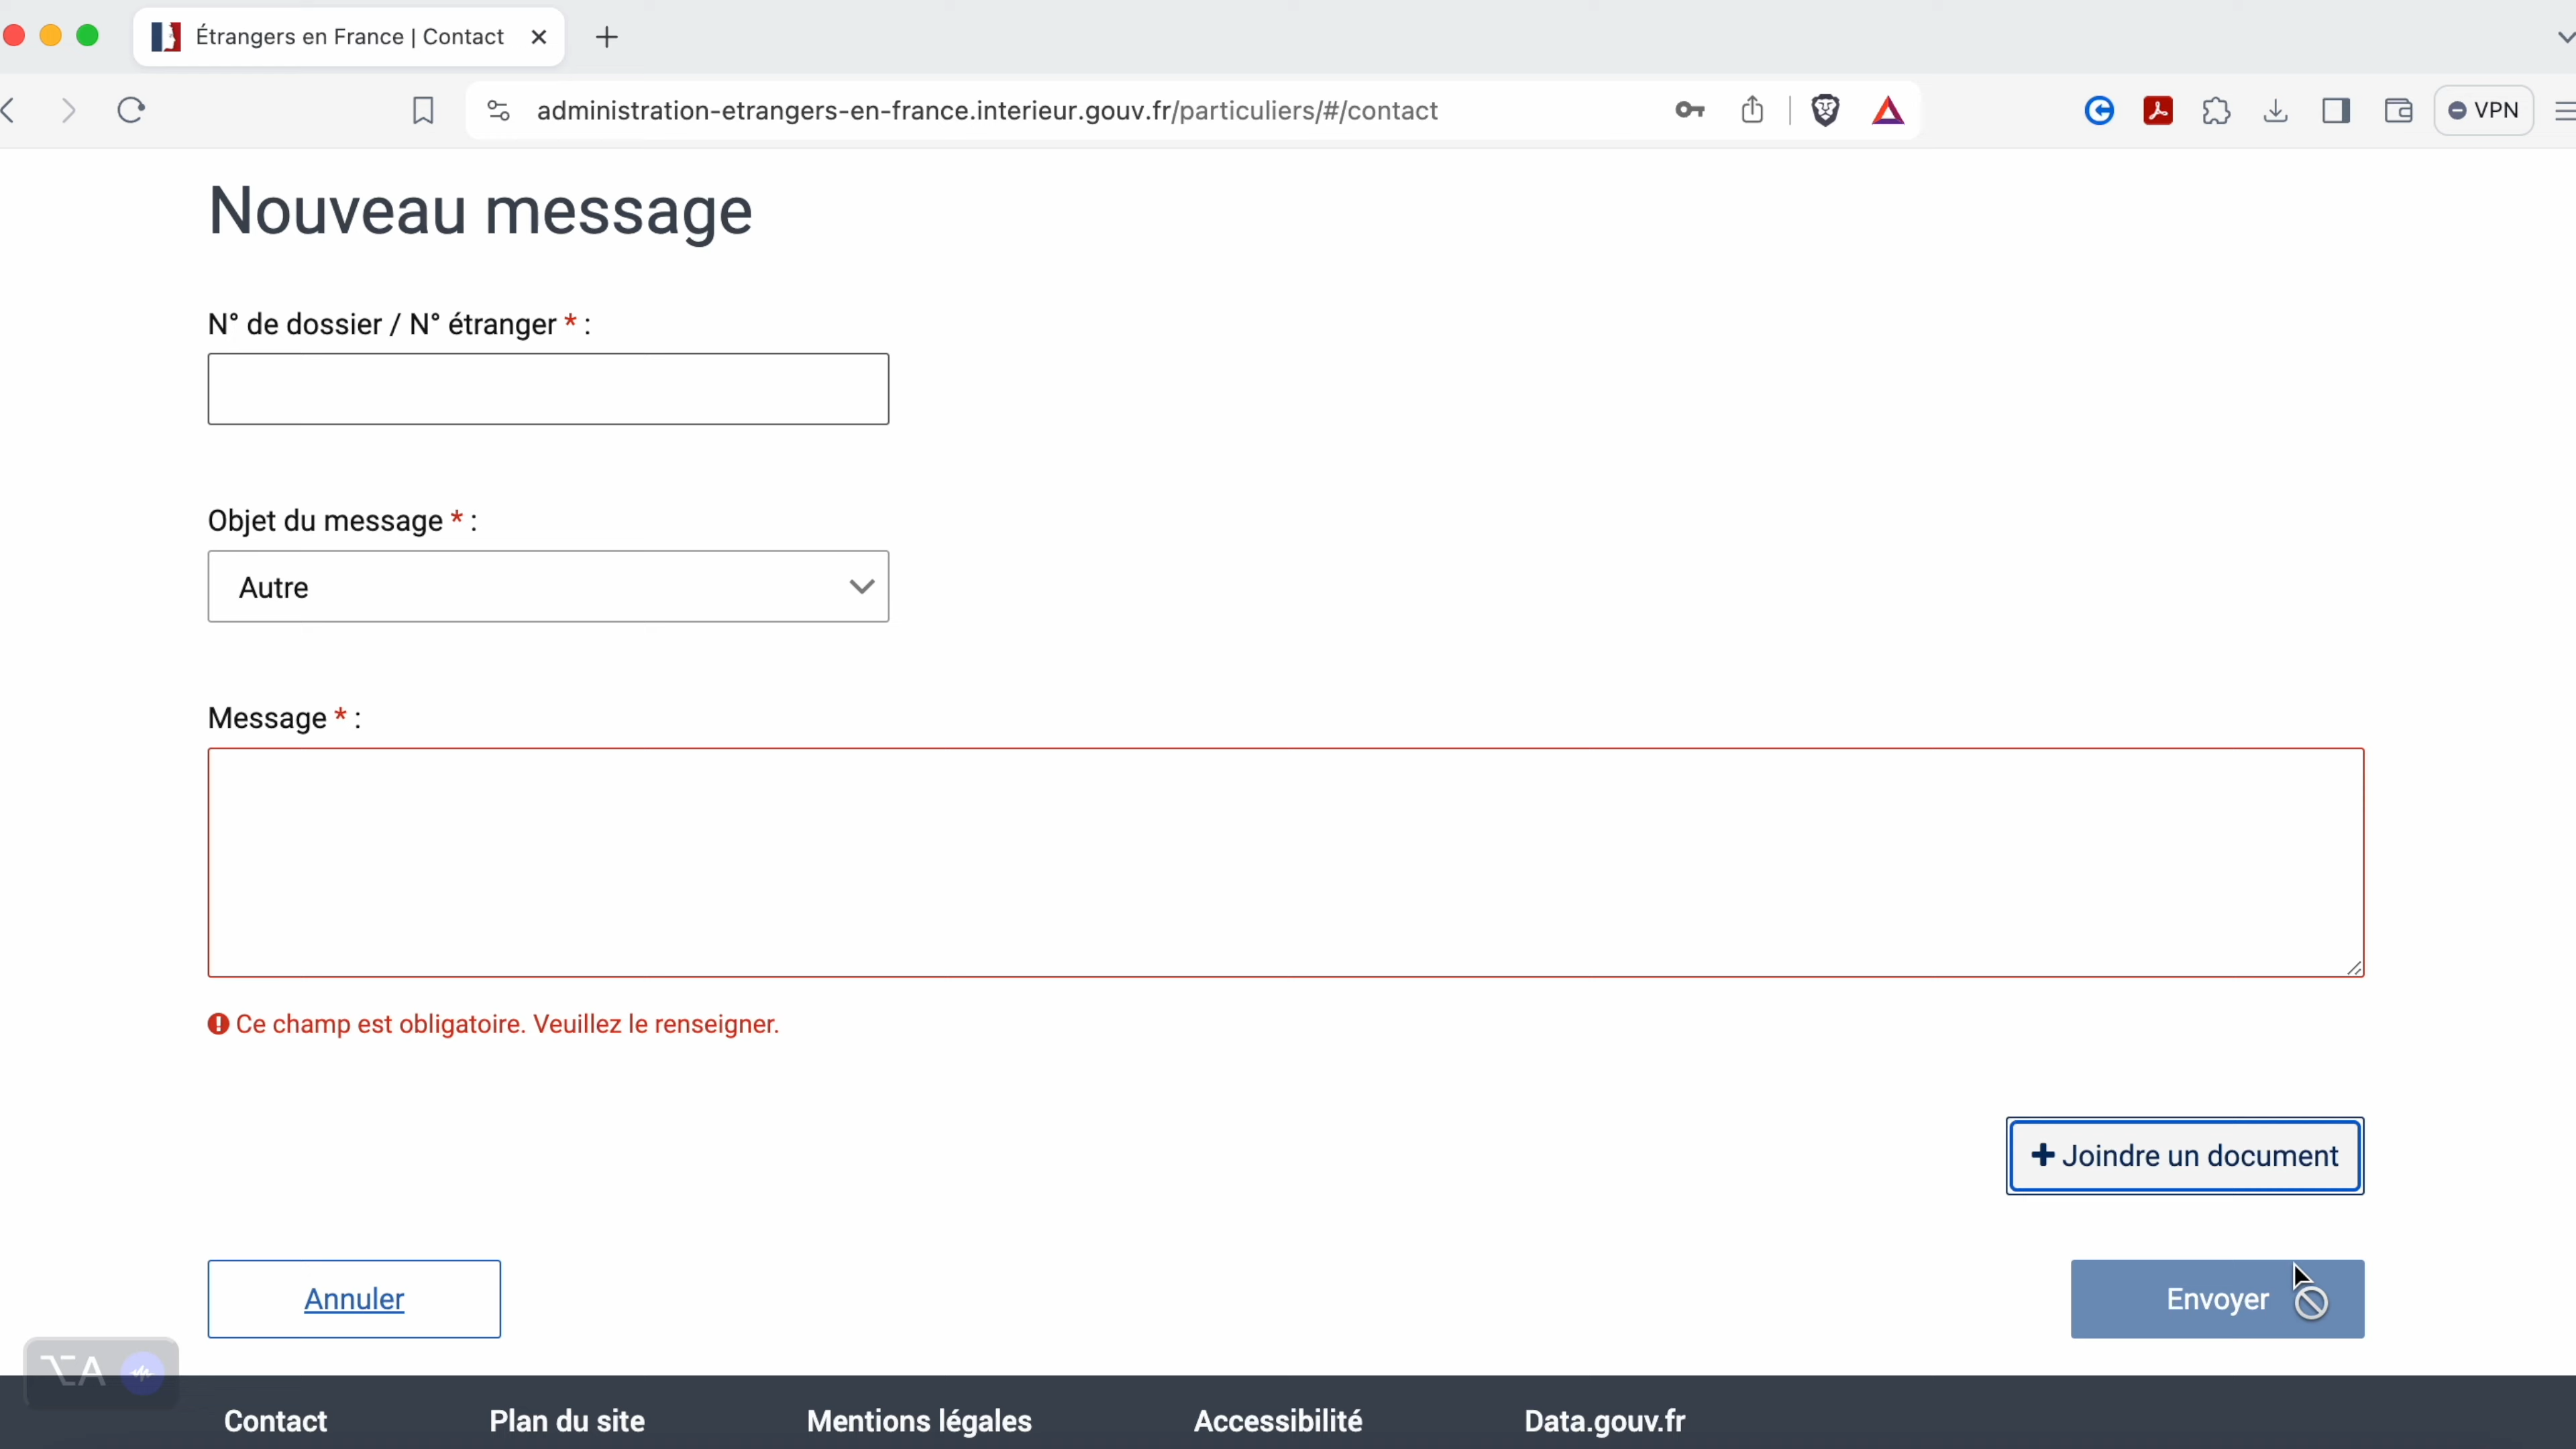 Étrangers en France | Contact
administration-etrangers-en-france.interieur.gouv.fr/particuliers/#/contact
VPN
Nouveau message
N° de dossier / N° étranger * :
Objet du message * :
Autre
Message * :
Ce champ est obligatoire. Veuillez le renseigner.
+ Joindre un document
Annuler
Envoyer
⌥A
Contact
Plan du site
Mentions légales
Accessibilité
Data.gouv.fr